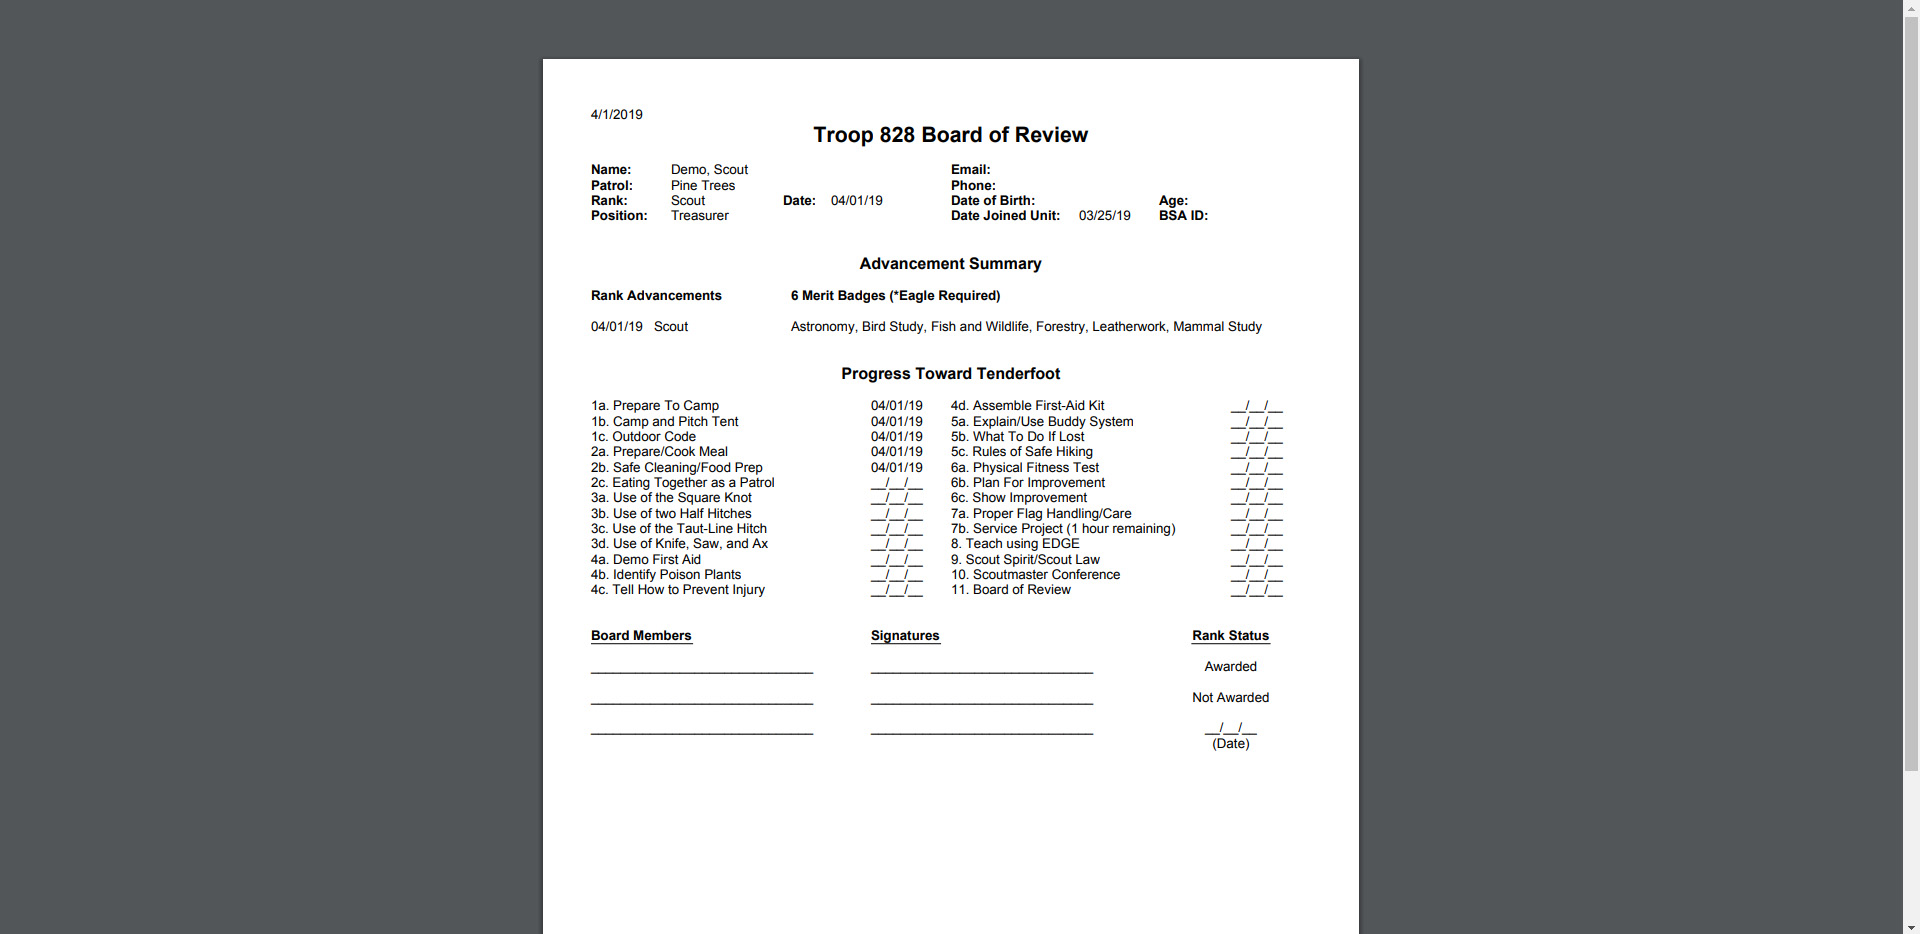 4/1/2019
Troop 828 Board of Review
Name: Demo, Scout Email:
Patrol: Pine Trees Phone:
Rank: Scout Date: 04/01/19 Date of Birth: Age:
Position: Treasurer Date Joined Unit: 03/25/19 BSA ID:
Advancement Summary
Rank Advancements 6 Merit Badges (*Eagle Required)
04/01/19 Scout Astronomy, Bird Study, Fish and Wildlife, Forestry, Leatherwork, Mammal Study
Progress Toward Tenderfoot
1a. Prepare To Camp 04/01/19 4d. Assemble First-Aid Kit __/__/__
1b. Camp and Pitch Tent 04/01/19 5a. Explain/Use Buddy System __/__/__
1c. Outdoor Code 04/01/19 5b. What To Do If Lost __/__/__
2a. Prepare/Cook Meal 04/01/19 5c. Rules of Safe Hiking __/__/__
2b. Safe Cleaning/Food Prep 04/01/19 6a. Physical Fitness Test __/__/__
2c. Eating Together as a Patrol __/__/__ 6b. Plan For Improvement __/__/__
3a. Use of the Square Knot __/__/__ 6c. Show Improvement __/__/__
3b. Use of two Half Hitches __/__/__ 7a. Proper Flag Handling/Care __/__/__
3c. Use of the Taut-Line Hitch __/__/__ 7b. Service Project (1 hour remaining) __/__/__
3d. Use of Knife, Saw, and Ax __/__/__ 8. Teach using EDGE __/__/__
4a. Demo First Aid __/__/__ 9. Scout Spirit/Scout Law __/__/__
4b. Identify Poison Plants __/__/__ 10. Scoutmaster Conference __/__/__
4c. Tell How to Prevent Injury __/__/__ 11. Board of Review __/__/__
Board Members Signatures Rank Status
Awarded
Not Awarded
__/__/__
(Date)